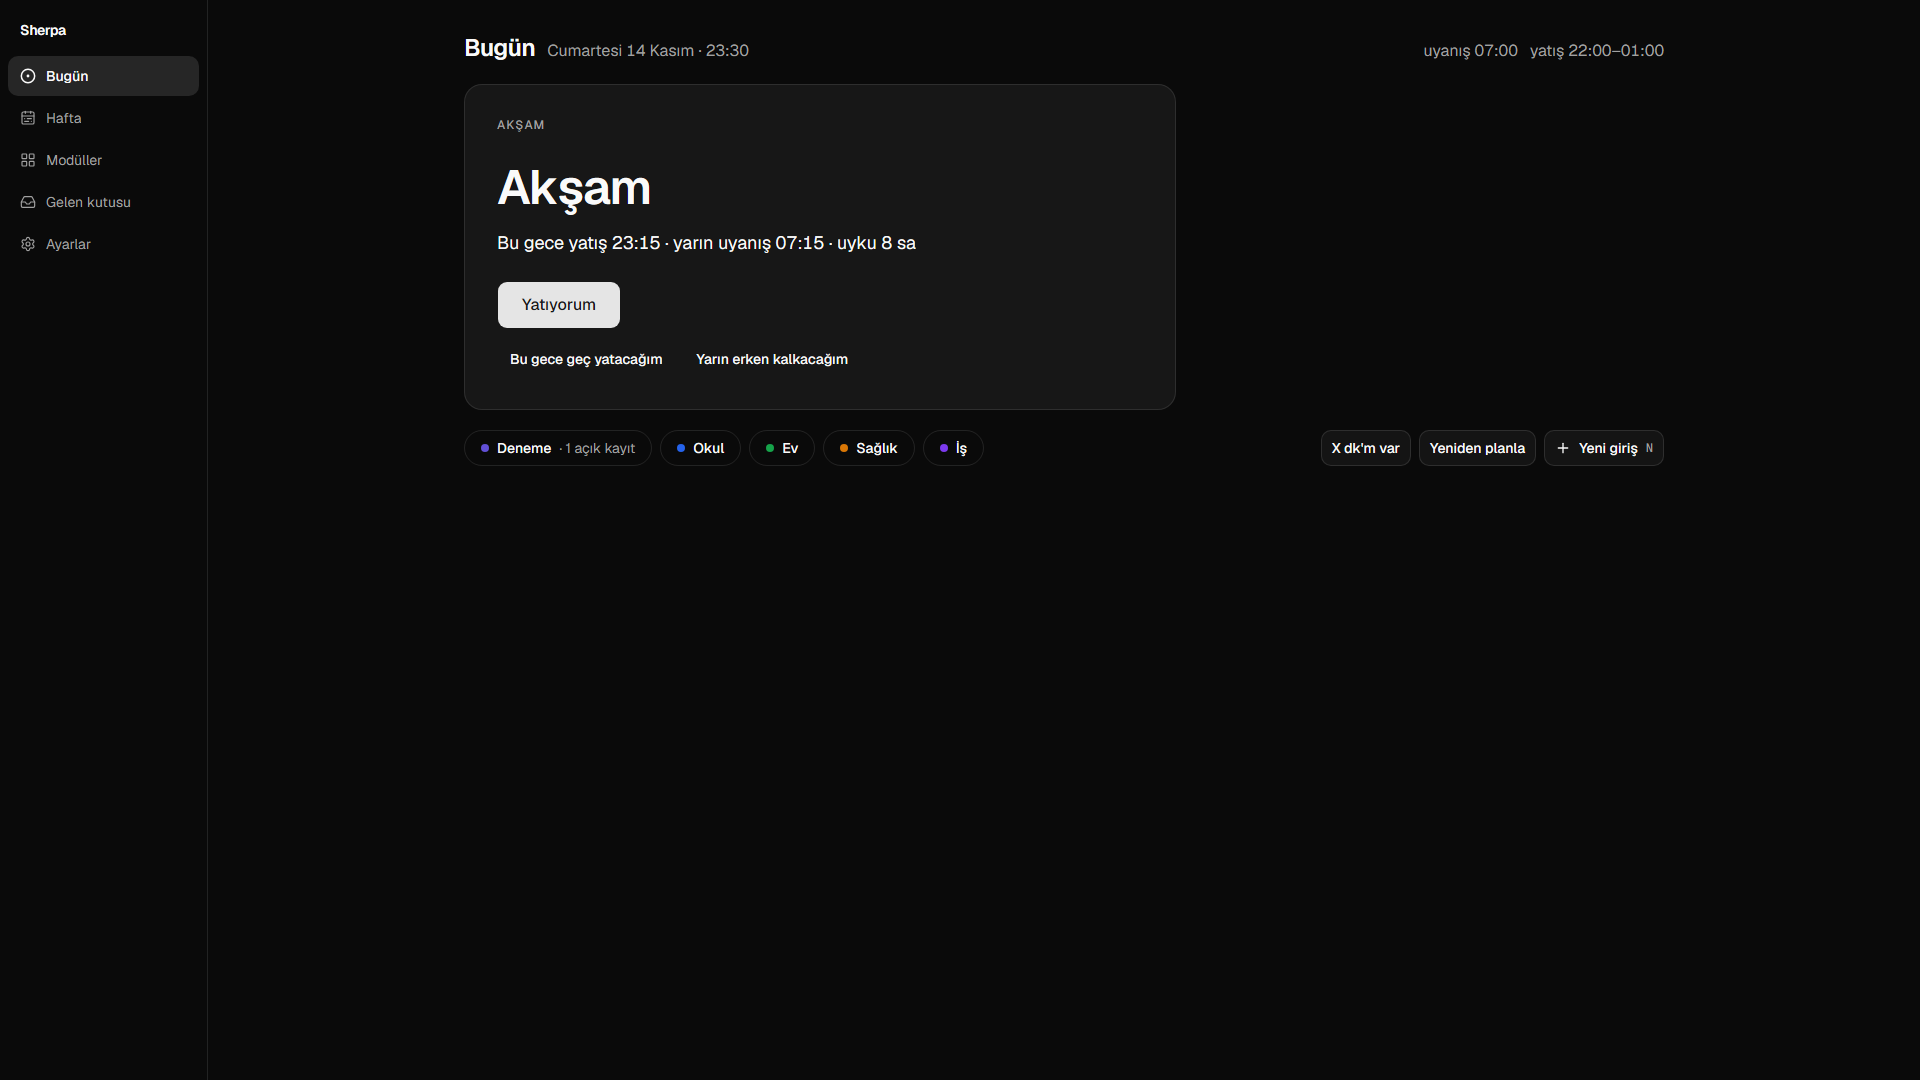 Sherpa
Bugün
Hafta
Modüller
Gelen kutusu
Ayarlar
Bugün Cumartesi 14 Kasım · 23:30
uyanış 07:00 yatış 22:00–01:00
AKŞAM
Akşam
Bu gece yatış 23:15 · yarın uyanış 07:15 · uyku 8 sa
Yatıyorum
Bu gece geç yatacağım Yarın erken kalkacağım
Deneme · 1 açık kayıt Okul Ev Sağlık İş
X dk'm var Yeniden planla + Yeni giriş N